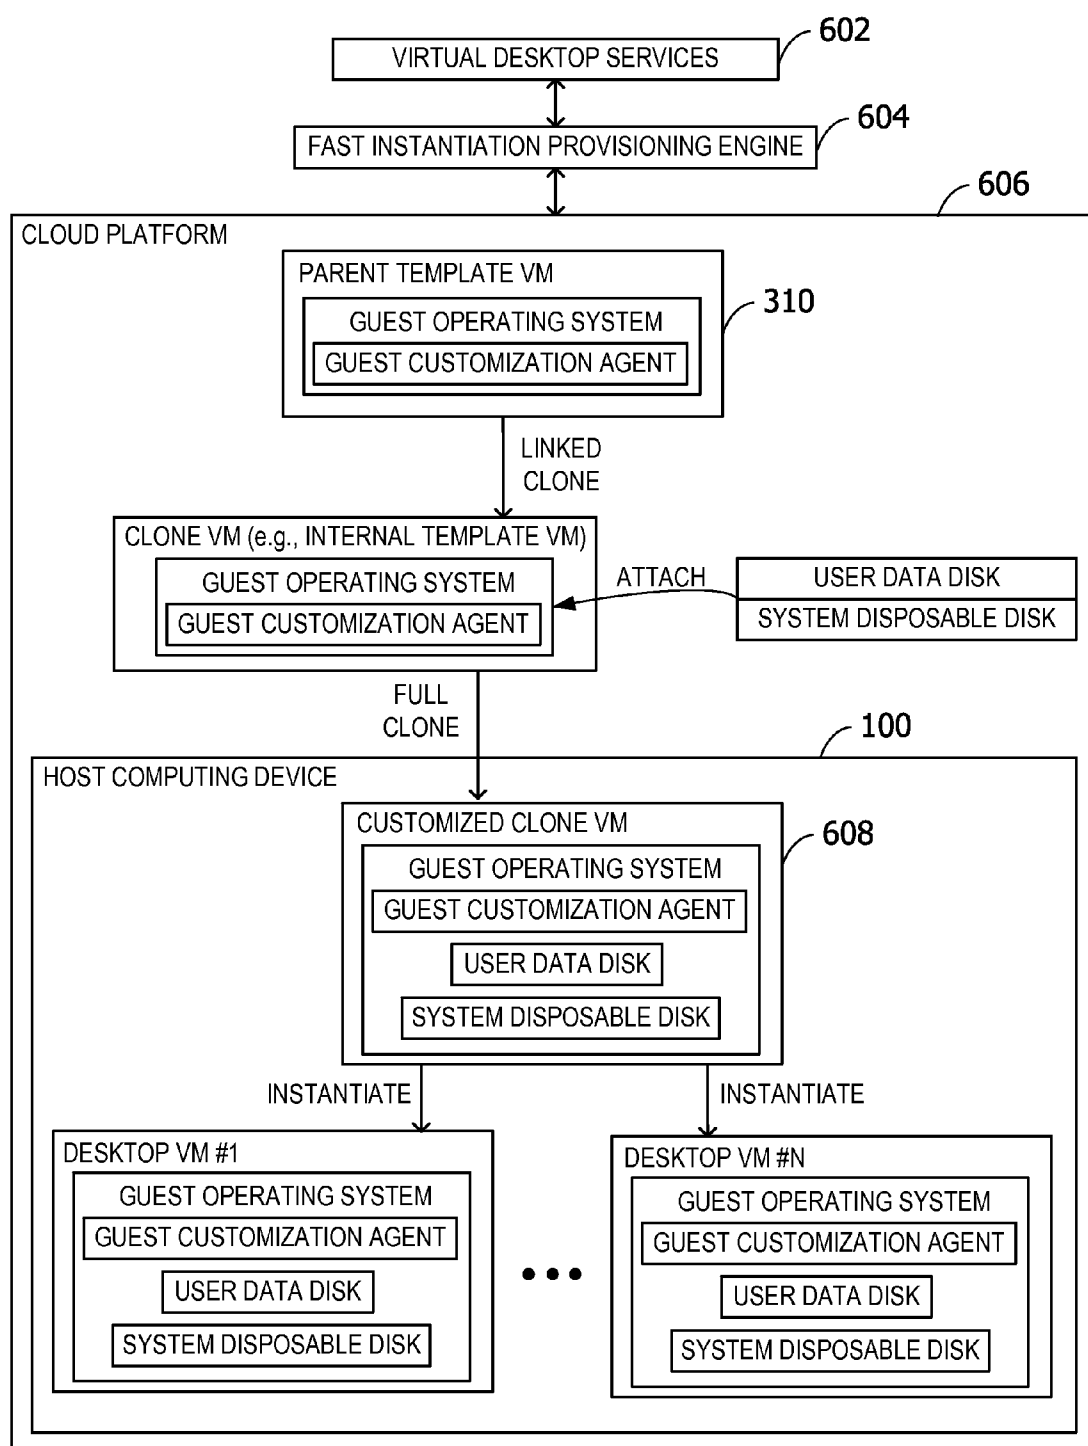 602
VIRTUAL DESKTOP SERVICES
604
FAST INSTANTIATION PROVISIONING ENGINE
606
CLOUD PLATFORM
PARENT TEMPLATE VM
310
GUEST OPERATING SYSTEM
GUEST CUSTOMIZATION AGENT
LINKED
CLONE
CLONE VM (e.g., INTERNAL TEMPLATE VM)
GUEST OPERATING SYSTEM
GUEST CUSTOMIZATION AGENT
ATTACH
USER DATA DISK
SYSTEM DISPOSABLE DISK
FULL
CLONE
100
HOST COMPUTING DEVICE
CUSTOMIZED CLONE VM
608
GUEST OPERATING SYSTEM
GUEST CUSTOMIZATION AGENT
USER DATA DISK
SYSTEM DISPOSABLE DISK
INSTANTIATE
INSTANTIATE
DESKTOP VM #1
GUEST OPERATING SYSTEM
GUEST CUSTOMIZATION AGENT
USER DATA DISK
SYSTEM DISPOSABLE DISK
DESKTOP VM #N
GUEST OPERATING SYSTEM
GUEST CUSTOMIZATION AGENT
USER DATA DISK
SYSTEM DISPOSABLE DISK